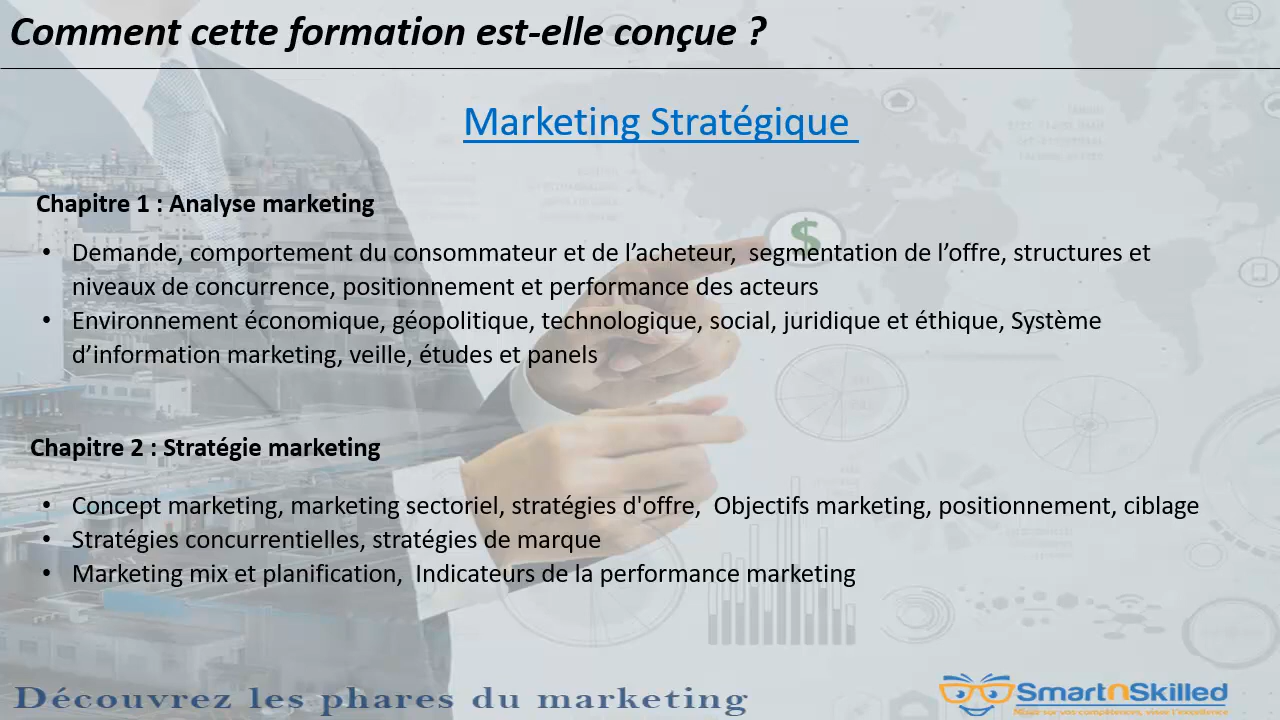 Comment cette formation est-elle conçue ?
Marketing Stratégique
Chapitre 1 : Analyse marketing
• Demande, comportement du consommateur et de l’acheteur, segmentation de l’offre, structures et
niveaux de concurrence, positionnement et performance des acteurs
• Environnement économique, géopolitique, technologique, social, juridique et éthique, Système
d’information marketing, veille, études et panels
Chapitre 2 : Stratégie marketing
• Concept marketing, marketing sectoriel, stratégies d'offre, Objectifs marketing, positionnement, ciblage
• Stratégies concurrentielles, stratégies de marque
• Marketing mix et planification, Indicateurs de la performance marketing
Découvrez les phares du marketing
SmartnSkilled